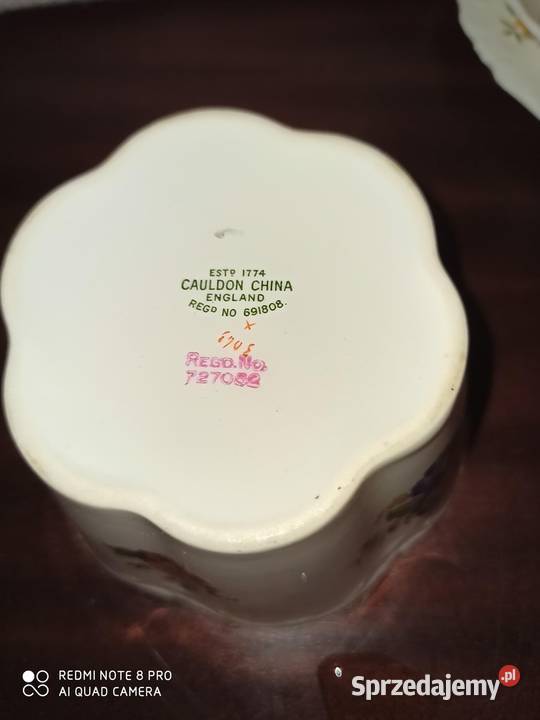 ESTD 1774
CAULDON CHINA
ENGLAND
REGD NO 691808.
X
REGD. No.
REDMI NOTE 8 PRO
AI QUAD CAMERA
Sprzedajemy.pl